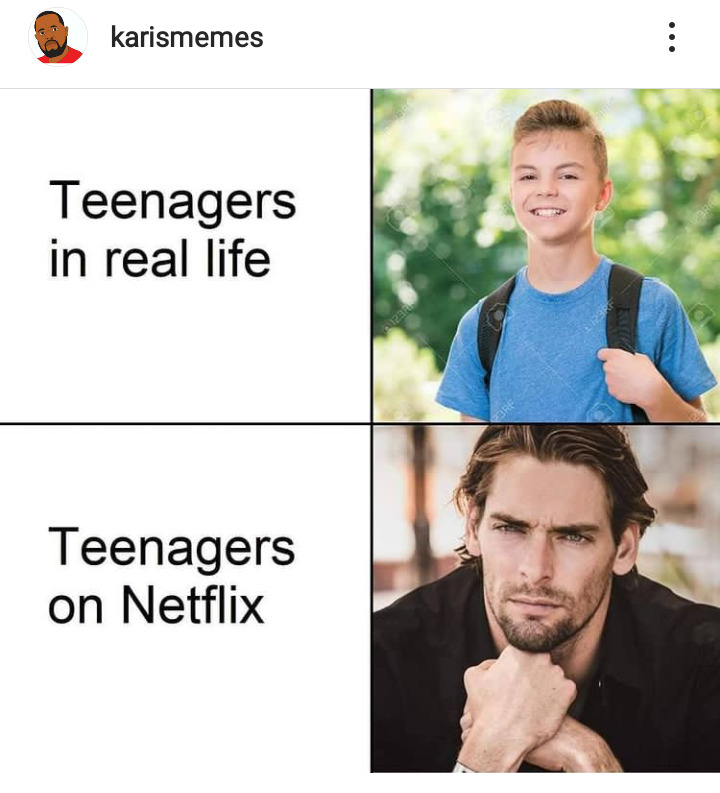 karismemes
Teenagers
in real life
Teenagers
on Netflix